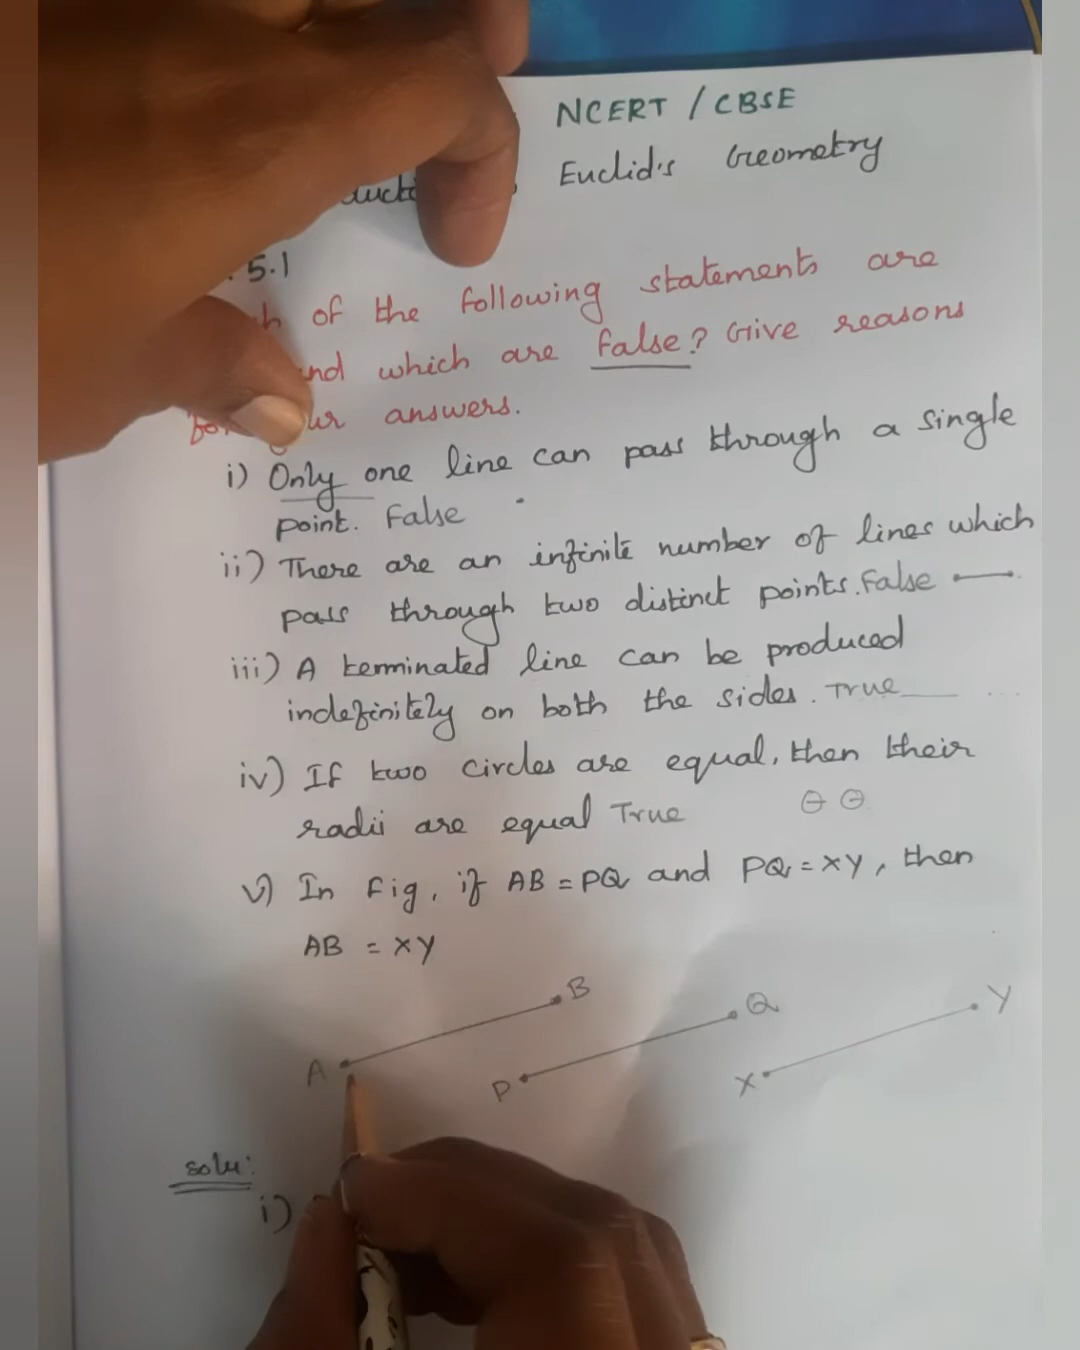 NCERT / CBSE
Euclid's Geometry
5.1
of the following statements are
and which are false? Give reasons
answers.
i) Only one line can pass through a single
point. False
ii) There are an infinite number of lines which
pass through two distinct points. False
iii) A terminated line can be produced
indefinitely on both the sides. True
iv) If two circles are equal, then their
radii are equal True
v) In fig, if AB = PQ and PQ = XY, then
AB = XY
A B P Q X Y
solu:
i)